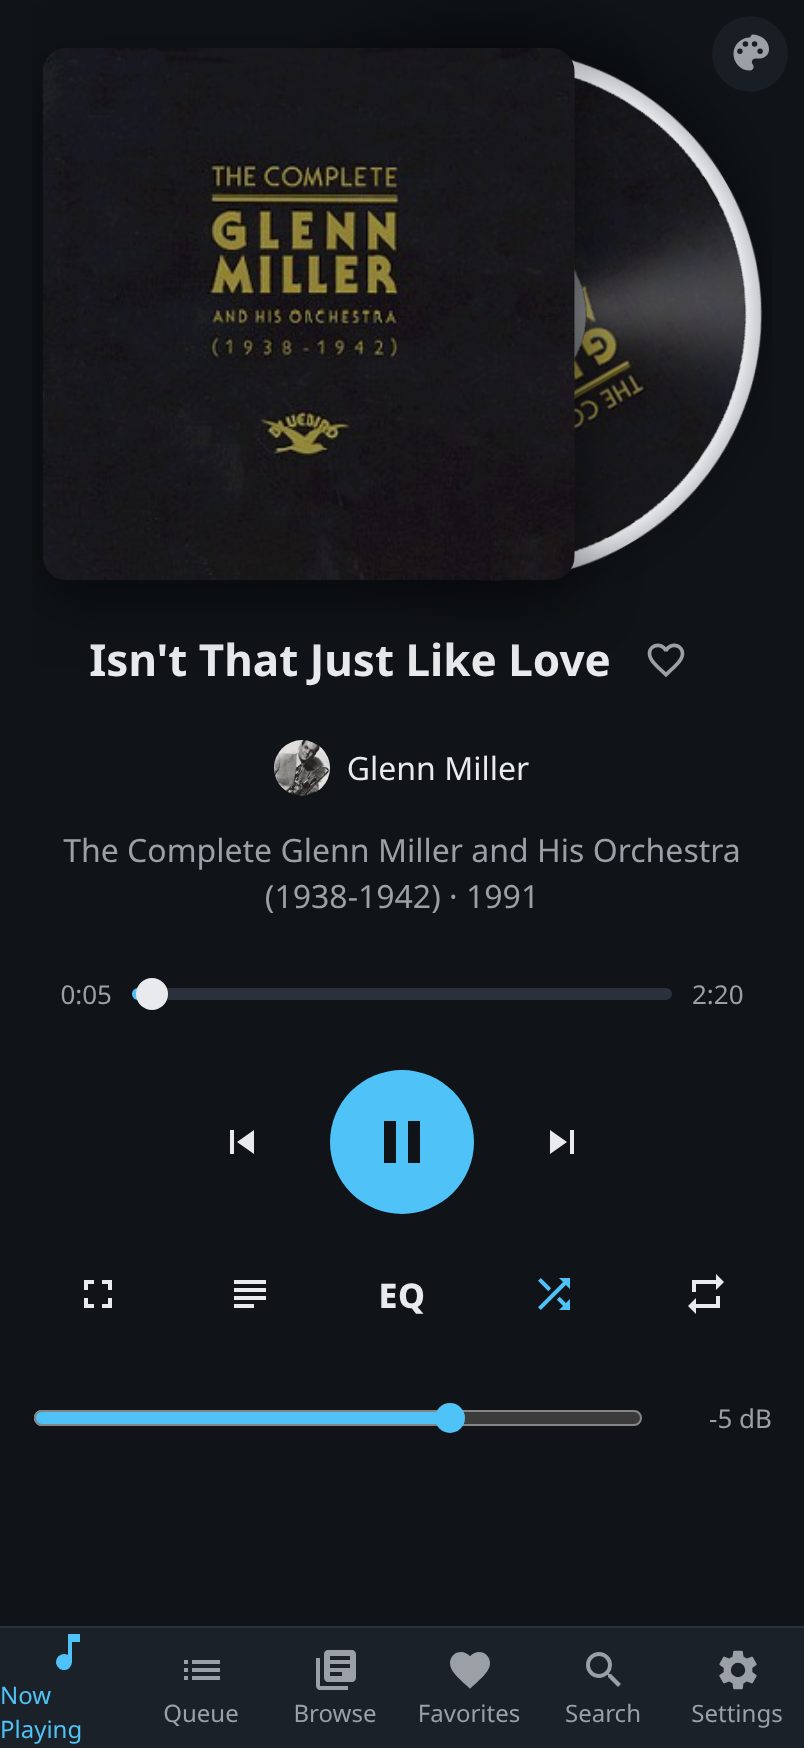 THE COMPLETE
GLENN
MILLER
AND HIS ORCHESTRA
(1938-1942)
BLUEBIRD
G
THE CO
Isn't That Just Like Love
Glenn Miller
The Complete Glenn Miller and His Orchestra
(1938-1942) · 1991
0:05
2:20
EQ
-5 dB
Now
Playing
Queue
Browse
Favorites
Search
Settings